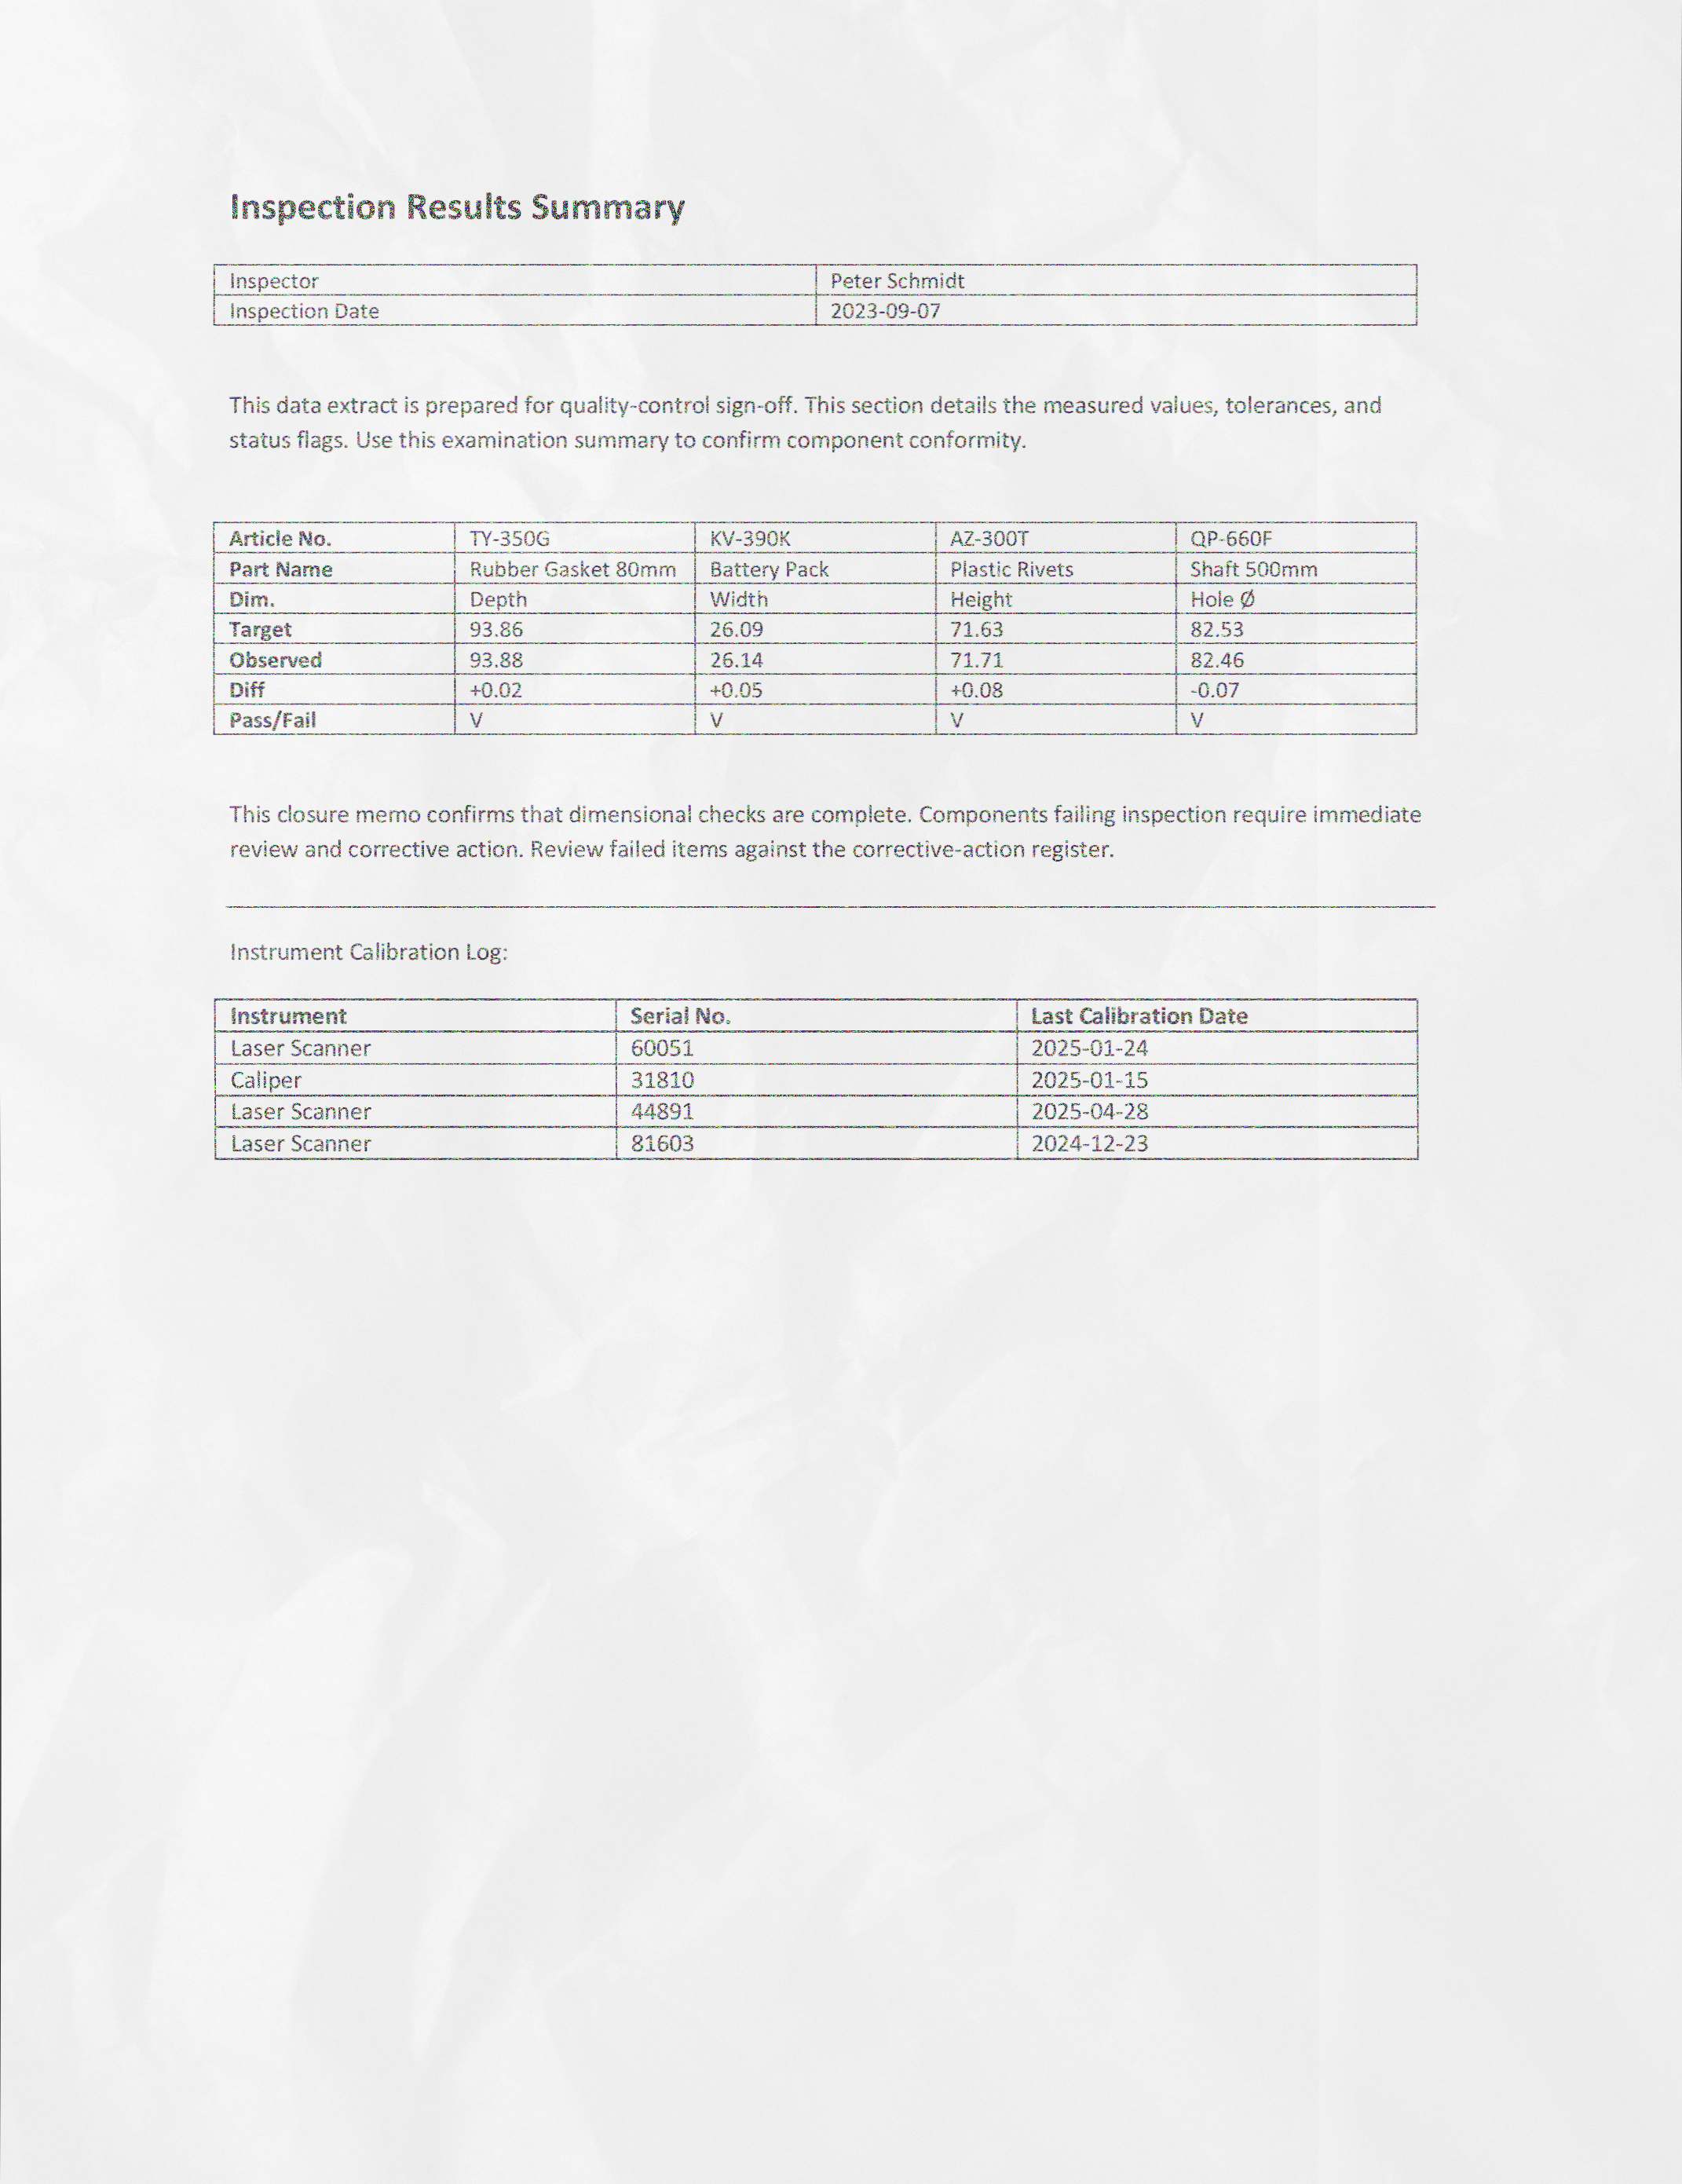 Inspection Results Summary
Inspector Peter Schmidt
Inspection Date 2023-09-07
This data extract is prepared for quality-control sign-off. This section details the measured values, tolerances, and
status flags. Use this examination summary to confirm component conformity.
Article No. TY-350G KV-390K AZ-300T QP-660F
Part Name Rubber Gasket 80mm Battery Pack Plastic Rivets Shaft 500mm
Dim. Depth Width Height Hole Ø
Target 93.86 26.09 71.63 82.53
Observed 93.88 26.14 71.71 82.46
Diff +0.02 +0.05 +0.08 -0.07
Pass/Fail V V V V
This closure memo confirms that dimensional checks are complete. Components failing inspection require immediate
review and corrective action. Review failed items against the corrective-action register.
Instrument Calibration Log:
Instrument Serial No. Last Calibration Date
Laser Scanner 60051 2025-01-24
Caliper 31810 2025-01-15
Laser Scanner 44891 2025-04-28
Laser Scanner 81603 2024-12-23